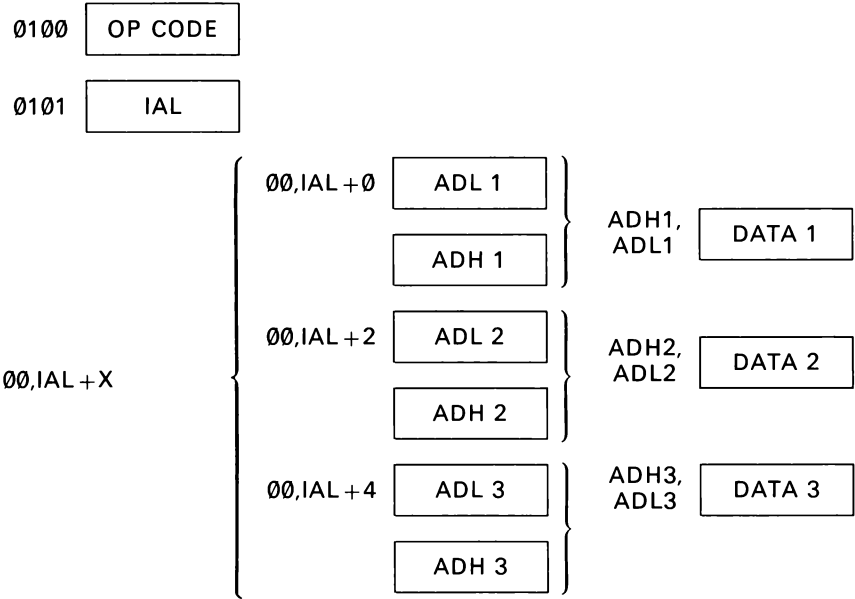 Ø1ØØ OP CODE
Ø1Ø1 IAL
ØØ,IAL+Ø ADL 1
ADH 1
ADH1,
ADL1
DATA 1
ØØ,IAL+X
ØØ,IAL+2 ADL 2
ADH 2
ADH2,
ADL2
DATA 2
ØØ,IAL+4 ADL 3
ADH 3
ADH3,
ADL3
DATA 3